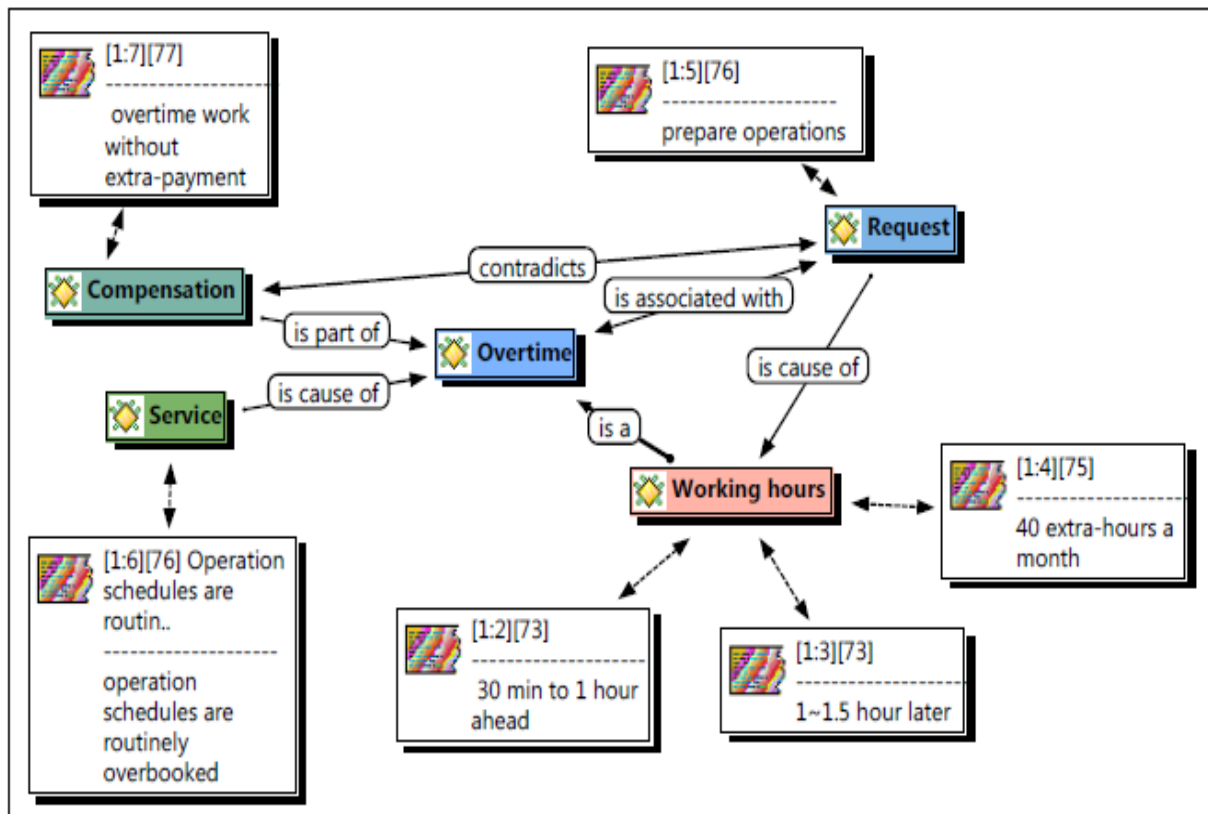 [1:7][77]
--------------------
overtime work
without
extra-payment
[1:5][76]
--------------------
prepare operations
Request
contradicts
Compensation
is associated with
is part of
Overtime
is cause of
is cause of
Service
is a
Working hours
[1:4][75]
--------------------
40 extra-hours a
month
[1:6][76] Operation
schedules are
routin..
--------------------
operation
schedules are
routinely
overbooked
[1:2][73]
--------------------
30 min to 1 hour
ahead
[1:3][73]
--------------------
1~1.5 hour later